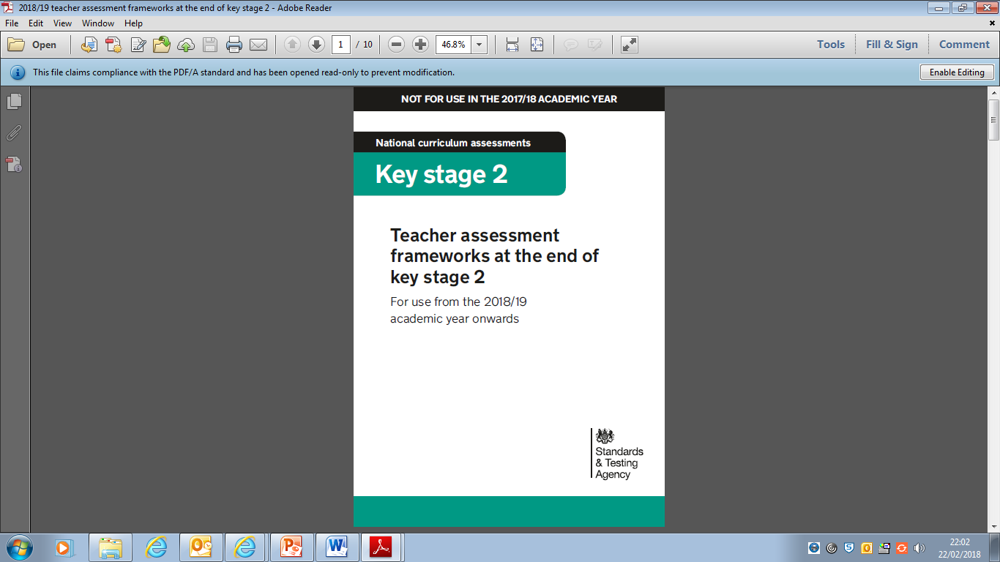 2018/19 teacher assessment frameworks at the end of key stage 2 - Adobe Reader
File Edit View Window Help
Open 1 / 10 46.8% Tools Fill & Sign Comment
This file claims compliance with the PDF/A standard and has been opened read-only to prevent modification. Enable Editing
NOT FOR USE IN THE 2017/18 ACADEMIC YEAR
National curriculum assessments
Key stage 2
Teacher assessment
frameworks at the end of
key stage 2
For use from the 2018/19
academic year onwards
Standards
& Testing
Agency
22:02
22/02/2018